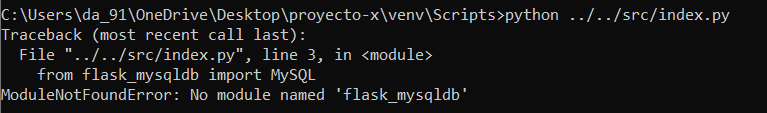 C:\Users\da_91\OneDrive\Desktop\proyecto-x\venv\Scripts>python ../../src/index.py
Traceback (most recent call last):
  File "../../src/index.py", line 3, in <module>
    from flask_mysqldb import MySQL
ModuleNotFoundError: No module named 'flask_mysqldb'